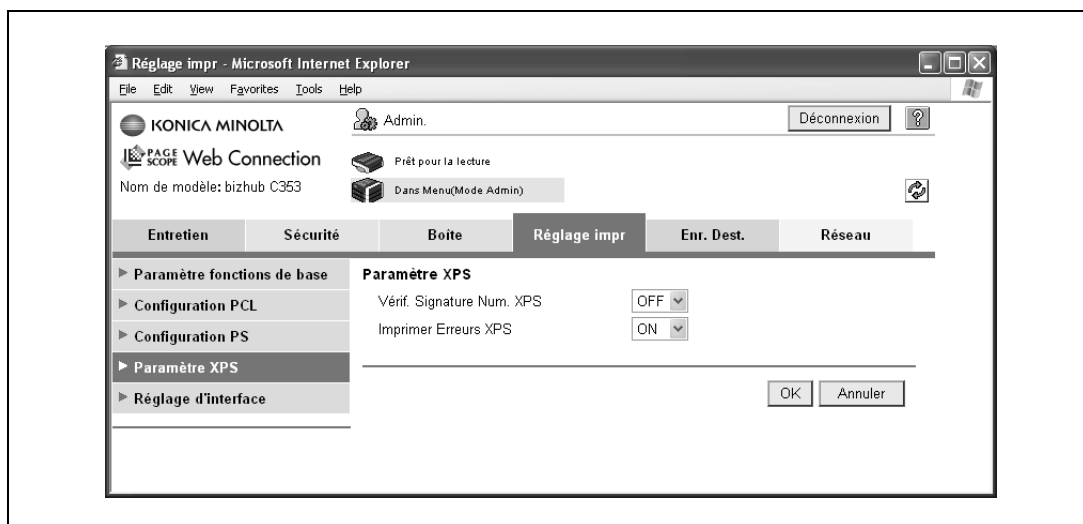 Réglage impr - Microsoft Internet Explorer
File Edit View Favorites Tools Help
KONICA MINOLTA
Admin.
Déconnexion
?
PAGE SCOPE Web Connection
Prêt pour la lecture
Nom de modèle: bizhub C353
Dans Menu(Mode Admin)
Entretien Sécurité Boite Réglage impr Enr. Dest. Réseau
Paramètre fonctions de base
Configuration PCL
Configuration PS
Paramètre XPS
Réglage d'interface
Paramètre XPS
Vérif. Signature Num. XPS OFF
Imprimer Erreurs XPS ON
OK Annuler